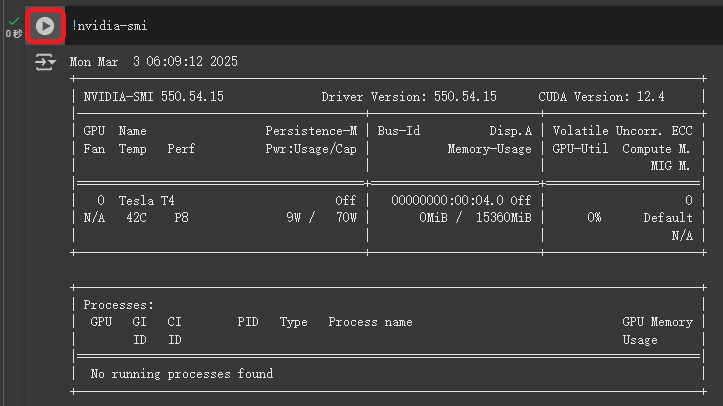 !nvidia-smi
0秒
Mon Mar  3 06:09:12 2025
NVIDIA-SMI 550.54.15 Driver Version: 550.54.15 CUDA Version: 12.4
GPU Name Persistence-M | Bus-Id Disp.A | Volatile Uncorr. ECC
Fan Temp Perf Pwr:Usage/Cap | Memory-Usage | GPU-Util Compute M.
MIG M.
0 Tesla T4 Off | 00000000:00:04.0 Off | 0
N/A 42C P8 9W / 70W | 0MiB / 15360MiB | 0% Default
N/A
Processes:
GPU GI CI PID Type Process name GPU Memory
ID ID Usage
No running processes found